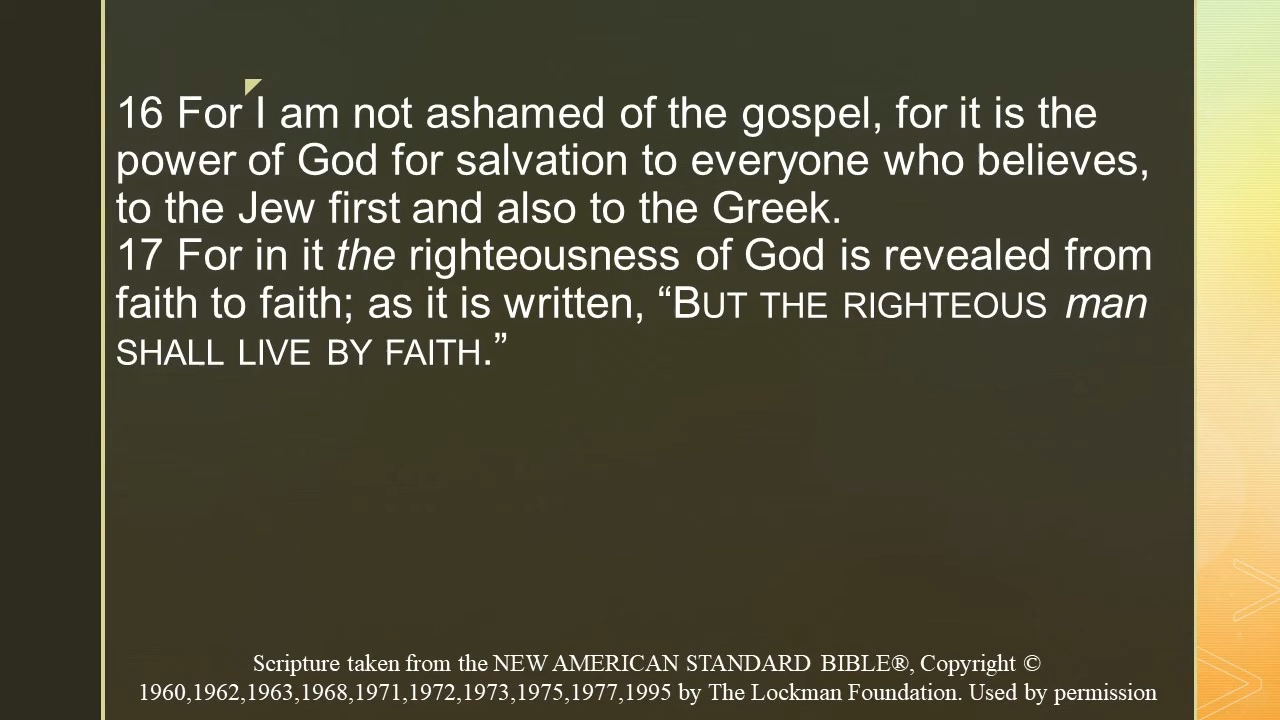 16 For I am not ashamed of the gospel, for it is the
power of God for salvation to everyone who believes,
to the Jew first and also to the Greek.
17 For in it the righteousness of God is revealed from
faith to faith; as it is written, “BUT THE RIGHTEOUS man
SHALL LIVE BY FAITH.”
Scripture taken from the NEW AMERICAN STANDARD BIBLE®, Copyright ©
1960,1962,1963,1968,1971,1972,1973,1975,1977,1995 by The Lockman Foundation. Used by permission